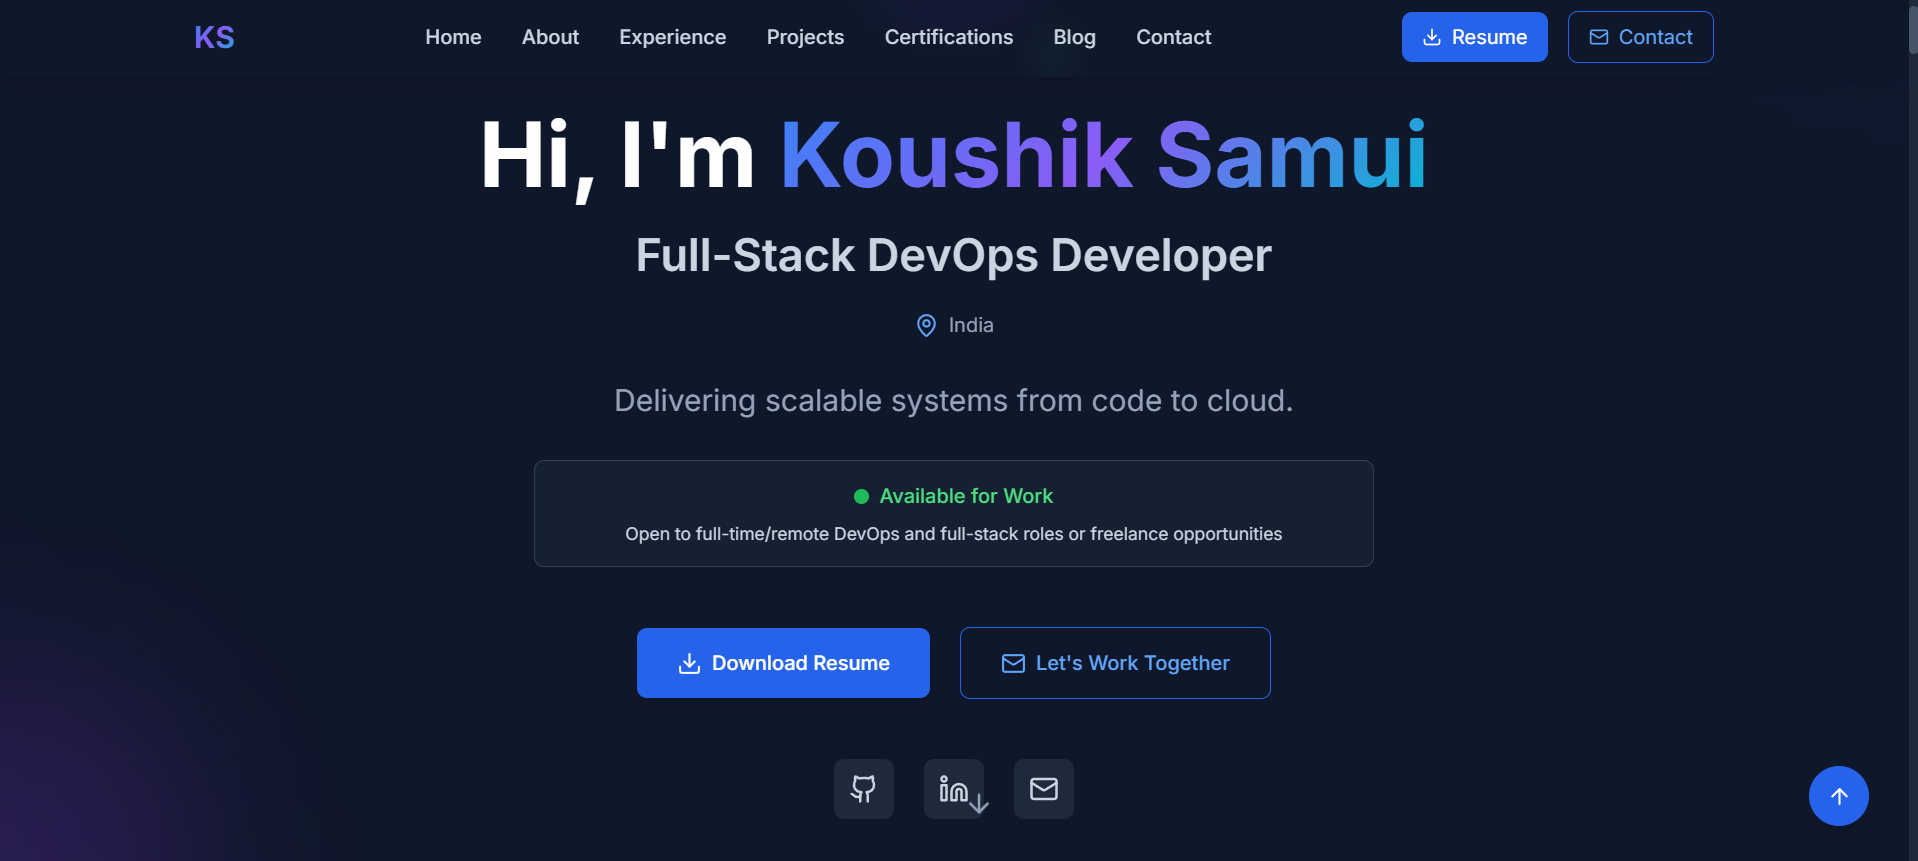 KS
Home About Experience Projects Certifications Blog Contact
Resume Contact
Hi, I'm Koushik Samui
Full-Stack DevOps Developer
India
Delivering scalable systems from code to cloud.
Available for Work
Open to full-time/remote DevOps and full-stack roles or freelance opportunities
Download Resume Let's Work Together
in